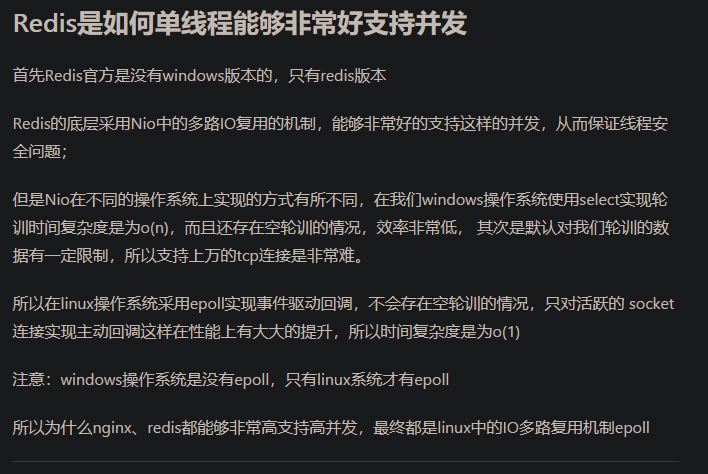 Redis是如何单线程能够非常好支持并发
首先Redis官方是没有windows版本的，只有redis版本
Redis的底层采用Nio中的多路IO复用的机制，能够非常好的支持这样的并发，从而保证线程安
全问题；
但是Nio在不同的操作系统上实现的方式有所不同，在我们windows操作系统使用select实现轮
训时间复杂度是为o(n)，而且还存在空轮训的情况，效率非常低， 其次是默认对我们轮训的数
据有一定限制，所以支持上万的tcp连接是非常难。
所以在linux操作系统采用epoll实现事件驱动回调，不会存在空轮训的情况，只对活跃的 socket
连接实现主动回调这样在性能上有大大的提升，所以时间复杂度是为o(1)
注意：windows操作系统是没有epoll，只有linux系统才有epoll
所以为什么nginx、redis都能够非常高支持高并发，最终都是linux中的IO多路复用机制epoll